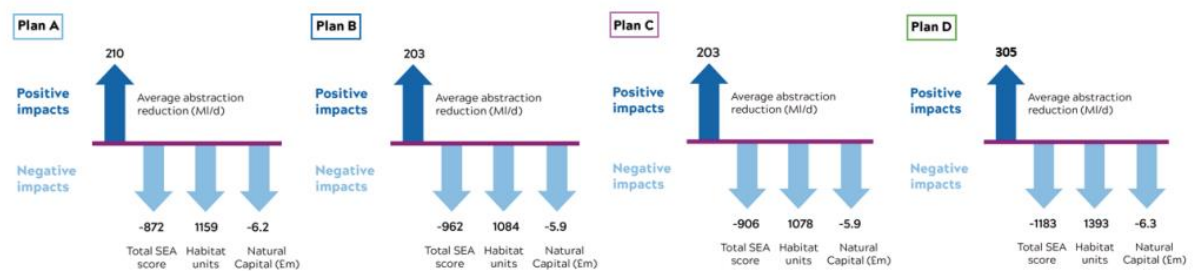 Plan A
210
Positive
impacts
Average abstraction
reduction (Ml/d)
Negative
impacts
-872
1159
-6.2
Total SEA
score
Habitat
units
Natural
Capital (£m)
Plan B
203
Positive
impacts
Average abstraction
reduction (Ml/d)
Negative
impacts
-962
1084
-5.9
Total SEA
score
Habitat
units
Natural
Capital (£m)
Plan C
203
Positive
impacts
Average abstraction
reduction (Ml/d)
Negative
impacts
-906
1078
-5.9
Total SEA
score
Habitat
units
Natural
Capital (£m)
Plan D
305
Positive
impacts
Average abstraction
reduction (Ml/d)
Negative
impacts
-1183
1393
-6.3
Total SEA
score
Habitat
units
Natural
Capital (£m)